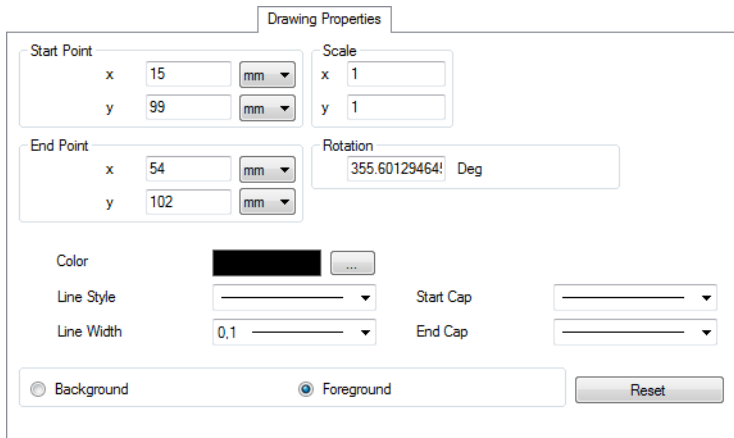 Drawing Properties
Start Point
x 15 mm
y 99 mm
Scale
x 1
y 1
End Point
x 54 mm
y 102 mm
Rotation
355.60129464 Deg
Color ...
Line Style
Start Cap
Line Width 0,1
End Cap
Background
Foreground
Reset